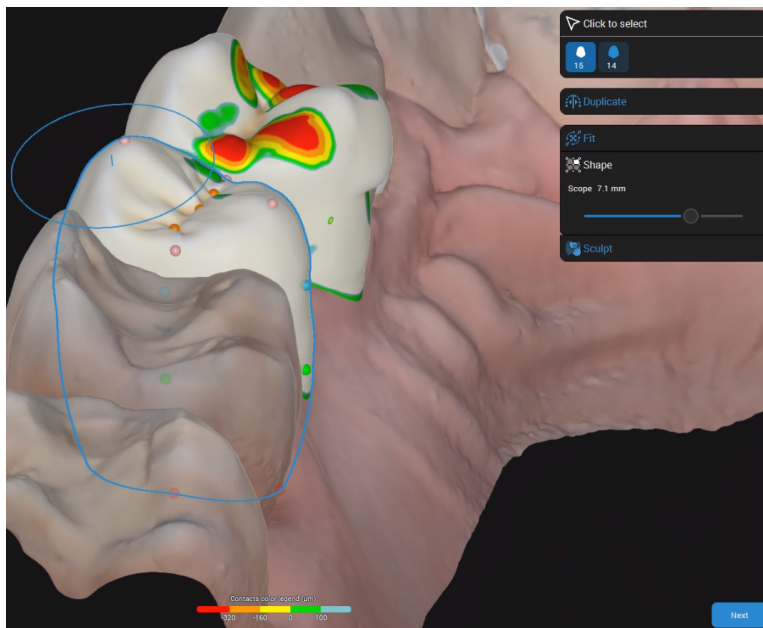 Click to select
15 14
Duplicate
Fit
Shape
Scope 7.1 mm
Sculpt
Contacts color legend (µm):
-320 -160 0 100
Next